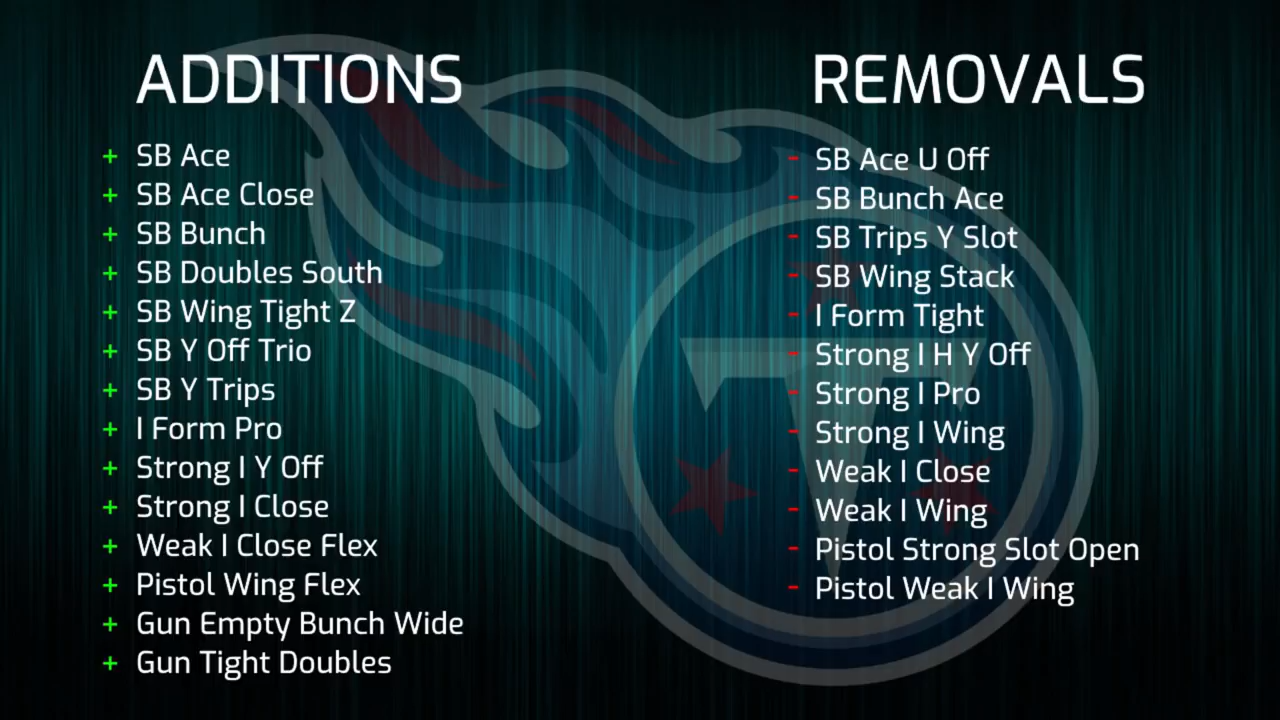 ADDITIONS
+ SB Ace
+ SB Ace Close
+ SB Bunch
+ SB Doubles South
+ SB Wing Tight Z
+ SB Y Off Trio
+ SB Y Trips
+ I Form Pro
+ Strong I Y Off
+ Strong I Close
+ Weak I Close Flex
+ Pistol Wing Flex
+ Gun Empty Bunch Wide
+ Gun Tight Doubles
REMOVALS
- SB Ace U Off
- SB Bunch Ace
- SB Trips Y Slot
- SB Wing Stack
- I Form Tight
- Strong I H Y Off
- Strong I Pro
- Strong I Wing
- Weak I Close
- Weak I Wing
- Pistol Strong Slot Open
- Pistol Weak I Wing
T